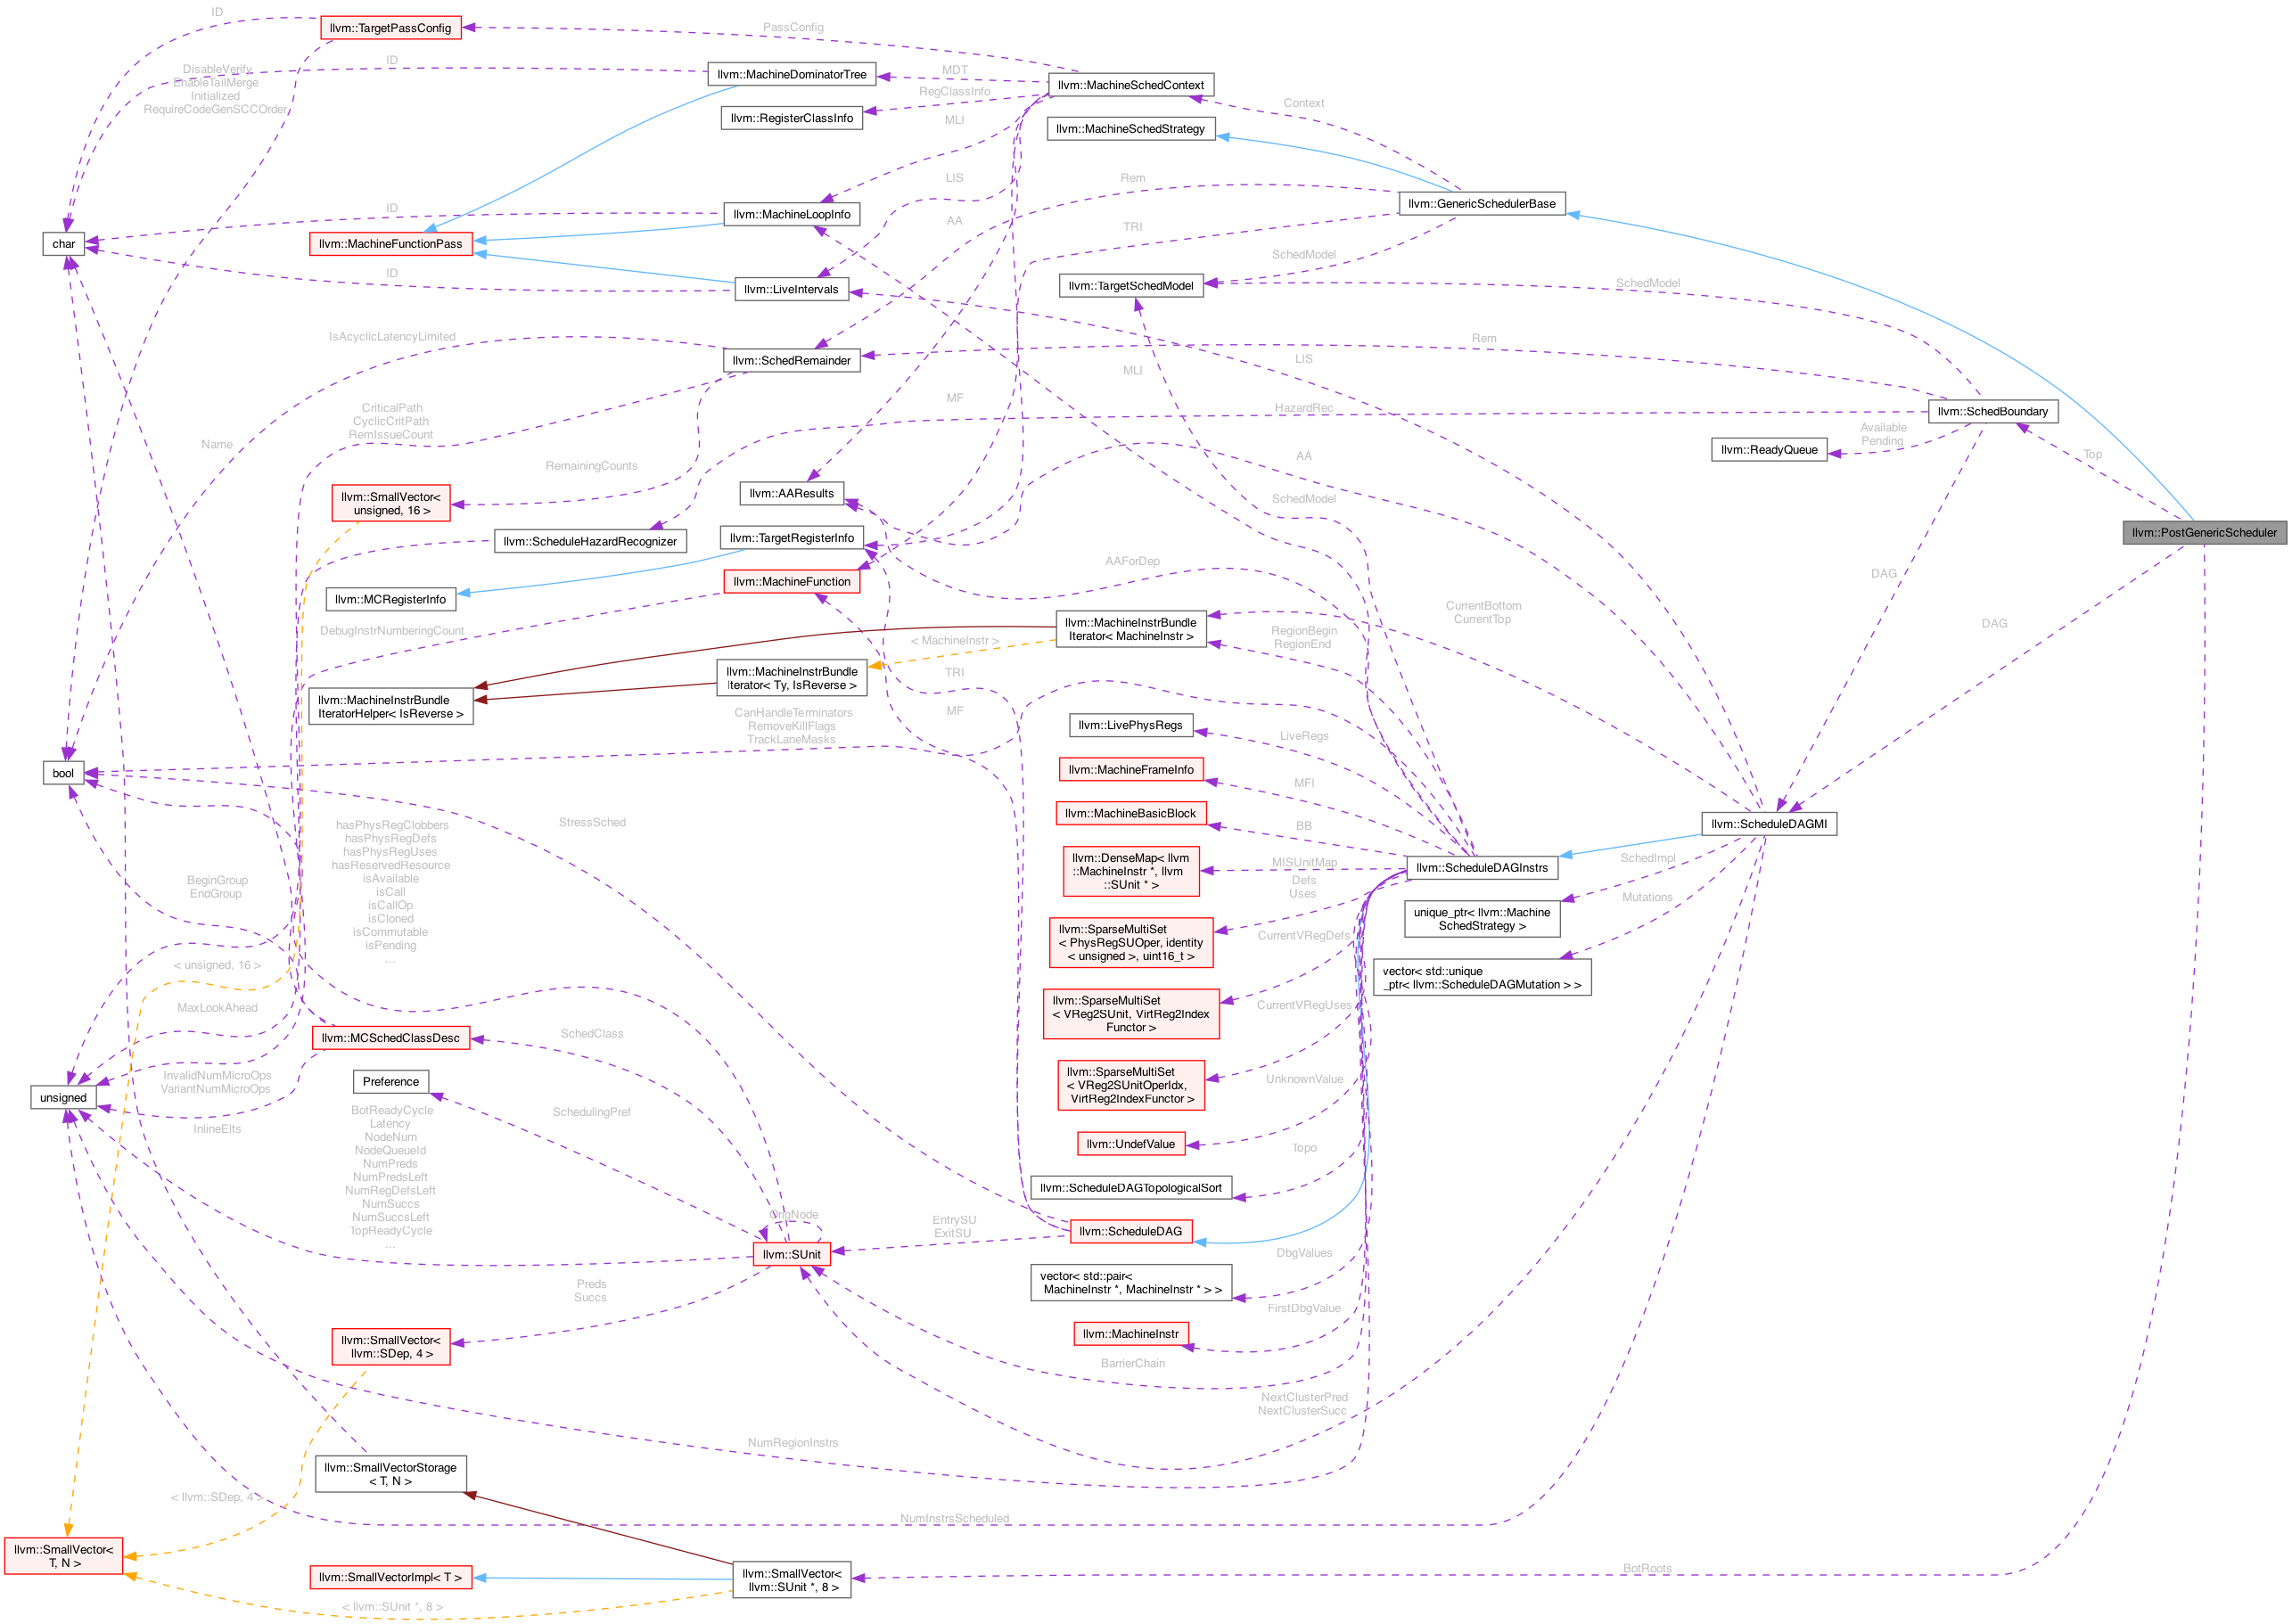 ID
llvm::TargetPassConfig
PassConfig
DisableVerify
EnableTailMerge
Initialized
RequireCodeGenSCCOrder
ID
llvm::MachineDominatorTree
MDT
RegClassInfo
llvm::MachineSchedContext
Context
llvm::RegisterClassInfo
MLI
llvm::MachineSchedStrategy
LIS
Rem
ID
llvm::MachineLoopInfo
AA
TRI
llvm::GenericSchedulerBase
char
llvm::MachineFunctionPass
SchedModel
ID
llvm::LiveIntervals
llvm::TargetSchedModel
SchedModel
IsAcyclicLatencyLimited
llvm::SchedRemainder
Rem
LIS
MLI
MF
HazardRec
CriticalPath
CyclicCritPath
RemIssueCount
llvm::SchedBoundary
Name
Available
Pending
llvm::ReadyQueue
Top
AA
RemainingCounts
llvm::SmallVector<
unsigned, 16 >
llvm::AAResults
SchedModel
llvm::ScheduleHazardRecognizer
llvm::TargetRegisterInfo
llvm::PostGenericScheduler
AAForDep
llvm::MachineFunction
DAG
llvm::MCRegisterInfo
CurrentBottom
CurrentTop
DebugInstrNumberingCount
< MachineInstr >
llvm::MachineInstrBundle
Iterator< MachineInstr >
RegionBegin
RegionEnd
DAG
TRI
MF
llvm::MachineInstrBundle
Iterator< Ty, IsReverse >
llvm::MachineInstrBundle
IteratorHelper< IsReverse >
CanHandleTerminators
RemoveKillFlags
TrackLaneMasks
llvm::LivePhysRegs
LiveRegs
bool
llvm::MachineFrameInfo
MFI
StressSched
llvm::MachineBasicBlock
BB
llvm::ScheduleDAGMI
hasPhysRegClobbers
hasPhysRegDefs
hasPhysRegUses
hasReservedResource
isAvailable
isCall
isCallOp
isCloned
isCommutable
isPending
...
llvm::DenseMap< llvm
::MachineInstr *, llvm
::SUnit * >
MISUnitMap
Defs
Uses
llvm::ScheduleDAGInstrs
SchedImpl
Mutations
BeginGroup
EndGroup
unique_ptr< llvm::Machine
SchedStrategy >
llvm::SparseMultiSet
< PhysRegSUOper, identity
< unsigned >, uint16_t >
CurrentVRegDefs
vector< std::unique
_ptr< llvm::ScheduleDAGMutation > >
< unsigned, 16 >
MaxLookAhead
llvm::SparseMultiSet
< VReg2SUnit, VirtReg2Index
Functor >
CurrentVRegUses
llvm::MCSchedClassDesc
SchedClass
InvalidNumMicroOps
VariantNumMicroOps
Preference
llvm::SparseMultiSet
< VReg2SUnitOperIdx,
VirtReg2IndexFunctor >
UnknownValue
unsigned
InlineElts
BotReadyCycle
Latency
NodeNum
NodeQueueId
NumPreds
NumPredsLeft
NumRegDefsLeft
NumSuccs
NumSuccsLeft
TopReadyCycle
...
SchedulingPref
llvm::UndefValue
Topo
llvm::ScheduleDAGTopologicalSort
OrigNode
EntrySU
ExitSU
llvm::ScheduleDAG
llvm::SUnit
DbgValues
vector< std::pair<
MachineInstr *, MachineInstr * > >
Preds
Succs
FirstDbgValue
llvm::SmallVector<
llvm::SDep, 4 >
llvm::MachineInstr
BarrierChain
NextClusterPred
NextClusterSucc
NumRegionInstrs
llvm::SmallVectorStorage
< T, N >
< llvm::SDep, 4 >
NumInstrsScheduled
llvm::SmallVector<
T, N >
llvm::SmallVectorImpl< T >
llvm::SmallVector<
llvm::SUnit *, 8 >
BotRoots
< llvm::SUnit *, 8 >